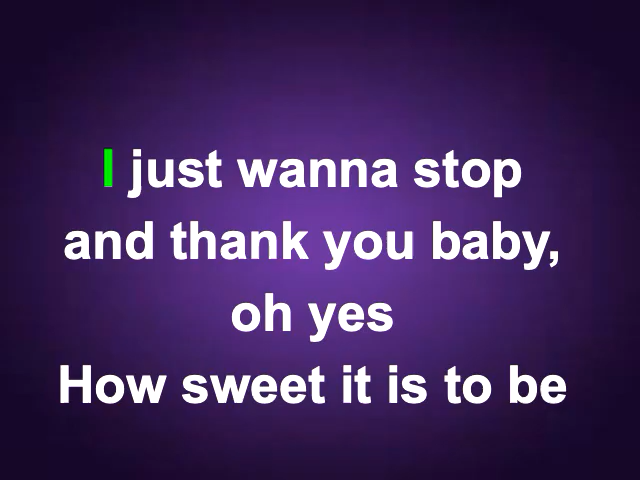 I just wanna stop
and thank you baby,
oh yes
How sweet it is to be